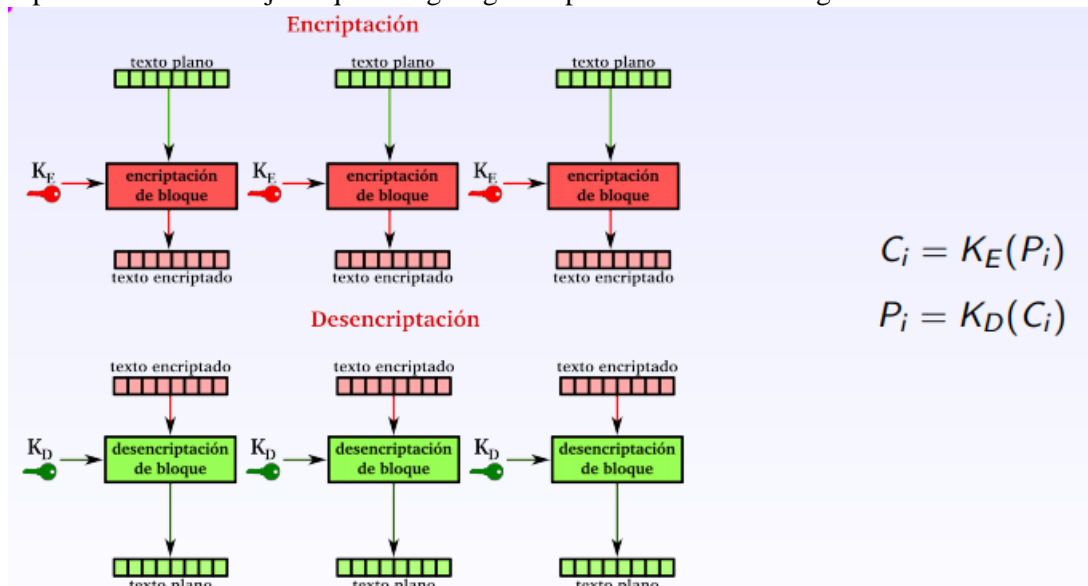 Encriptación
texto plano texto plano texto plano
K_E encriptación de bloque K_E encriptación de bloque K_E encriptación de bloque
texto encriptado texto encriptado texto encriptado
C_i = K_E(P_i)
P_i = K_D(C_i)
Desencriptación
texto encriptado texto encriptado texto encriptado
K_D desencriptación de bloque K_D desencriptación de bloque K_D desencriptación de bloque
texto plano texto plano texto plano